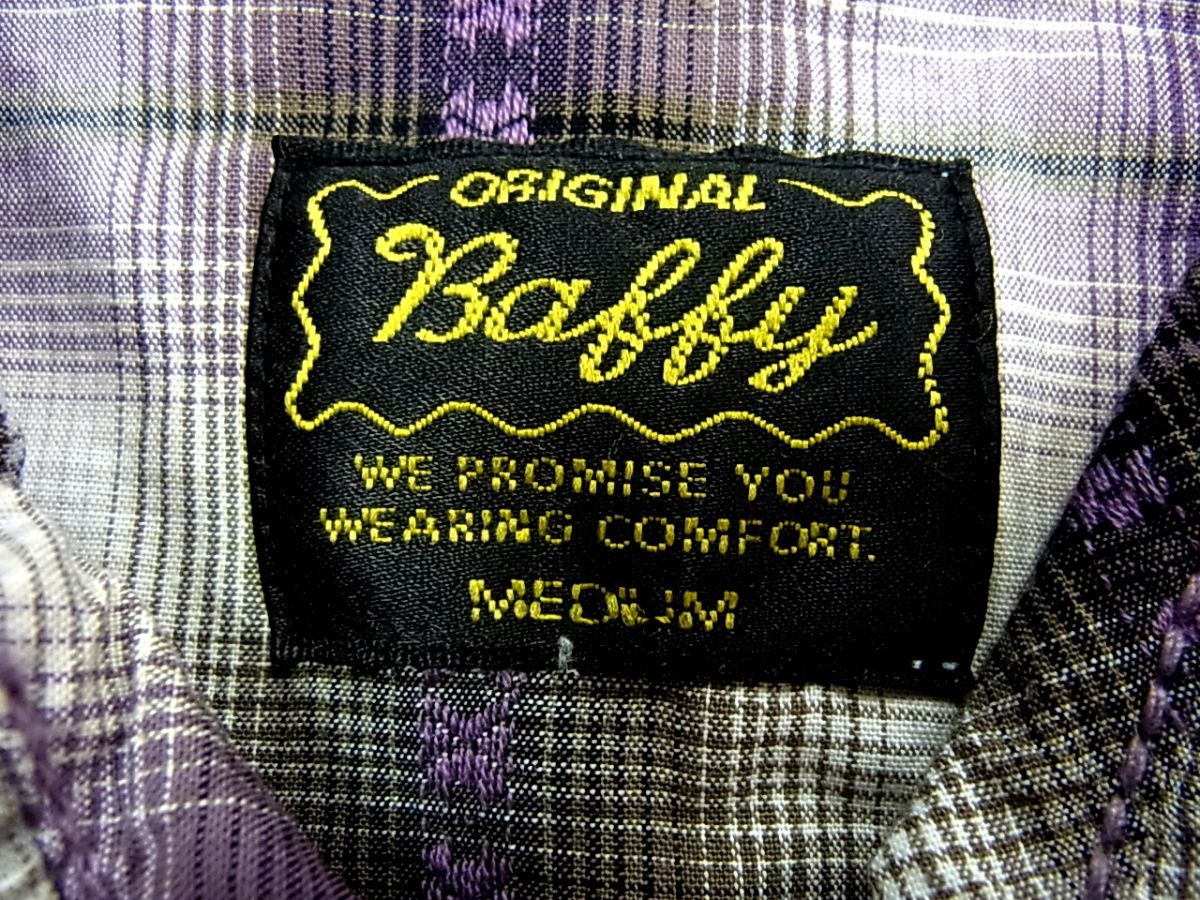 ORIGINAL
Baffy
WE PROMISE YOU
WEARING COMFORT.
MEDIUM